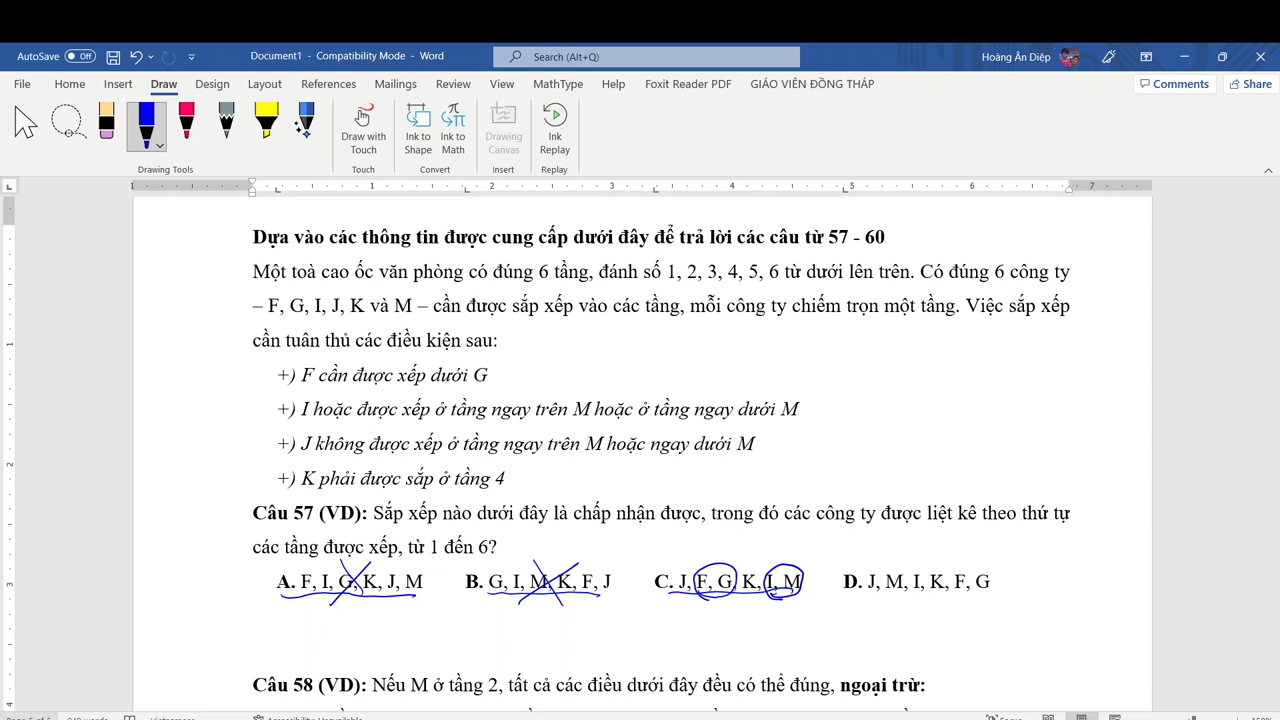 AutoSave Off Document1 - Compatibility Mode - Word Search (Alt+Q) Hoàng Ân Diệp
File Home Insert Draw Design Layout References Mailings Review View MathType Help Foxit Reader PDF GIÁO VIÊN ĐỒNG THÁP Comments Share
Draw with Touch Ink to Shape Ink to Math Drawing Canvas Ink Replay
Drawing Tools Touch Convert Insert Replay
1 1 2 3 4 5 6 7
Dựa vào các thông tin được cung cấp dưới đây để trả lời các câu từ 57 - 60
Một toà cao ốc văn phòng có đúng 6 tầng, đánh số 1, 2, 3, 4, 5, 6 từ dưới lên trên. Có đúng 6 công ty
– F, G, I, J, K và M – cần được sắp xếp vào các tầng, mỗi công ty chiếm trọn một tầng. Việc sắp xếp
cần tuân thủ các điều kiện sau:
+) F cần được xếp dưới G
+) I hoặc được xếp ở tầng ngay trên M hoặc ở tầng ngay dưới M
+) J không được xếp ở tầng ngay trên M hoặc ngay dưới M
+) K phải được sắp ở tầng 4
Câu 57 (VD): Sắp xếp nào dưới đây là chấp nhận được, trong đó các công ty được liệt kê theo thứ tự
các tầng được xếp, từ 1 đến 6?
A. F, I, G, K, J, M B. G, I, M, K, F, J C. J, F, G, K, I, M D. J, M, I, K, F, G
Câu 58 (VD): Nếu M ở tầng 2, tất cả các điều dưới đây đều có thể đúng, ngoại trừ: